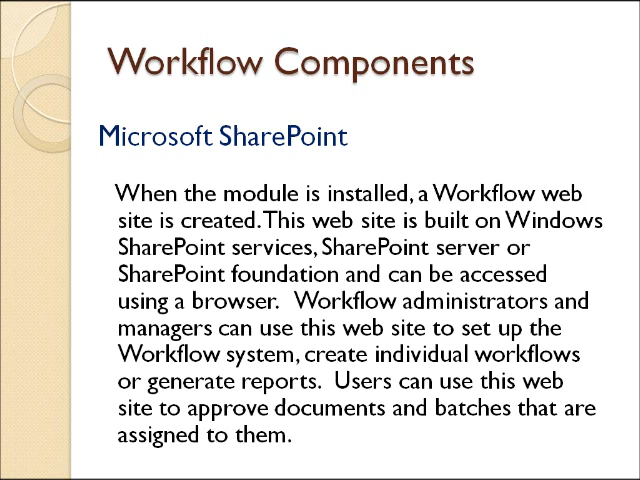 Workflow Components
Microsoft SharePoint
When the module is installed, a Workflow web
site is created. This web site is built on Windows
SharePoint services, SharePoint server or
SharePoint foundation and can be accessed
using a browser.  Workflow administrators and
managers can use this web site to set up the
Workflow system, create individual workflows
or generate reports.  Users can use this web
site to approve documents and batches that are
assigned to them.